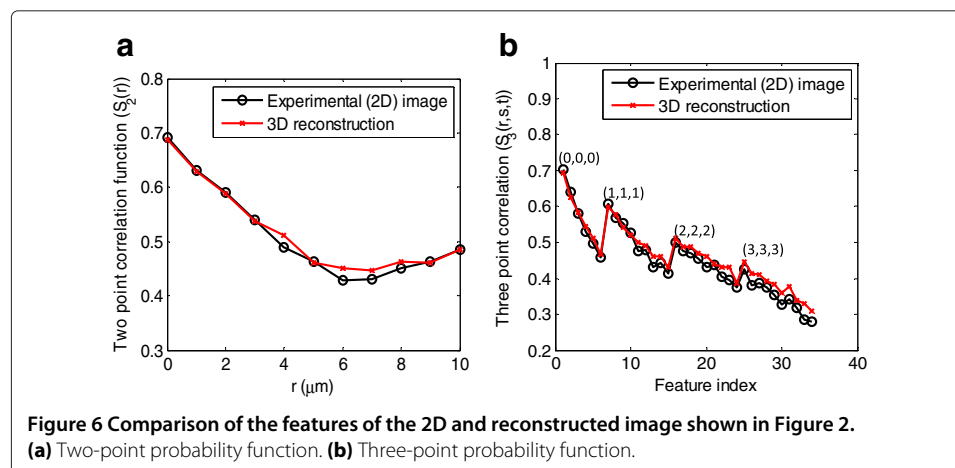 a
Two point correlation function (S2(r))
0.8
0.7
0.6
0.5
0.4
0.3
0
2
4
6
8
10
r (μm)
Experimental (2D) image
3D reconstruction
b
Three point correlation (S3(r,s,t))
1
0.9
0.8
0.7
0.6
0.5
0.4
0.3
0.2
0
10
20
30
40
Feature index
Experimental (2D) image
3D reconstruction
(0,0,0)
(1,1,1)
(2,2,2)
(3,3,3)
Figure 6 Comparison of the features of the 2D and reconstructed image shown in Figure 2.
(a) Two-point probability function. (b) Three-point probability function.